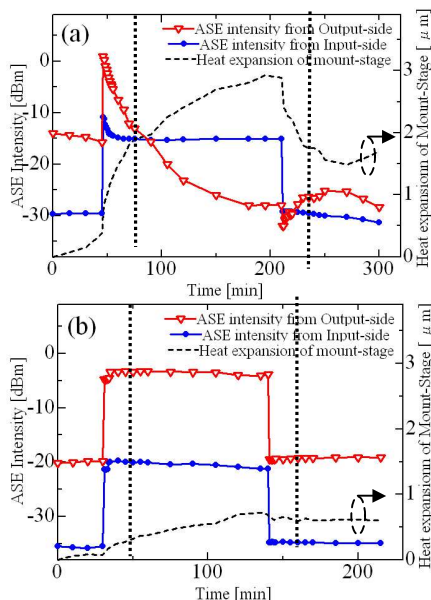 (a)
ASE intensity from Output-side
ASE intensity from Input-side
Heat expansion of mount-stage
ASE Intensity [dBm]
0
-10
-20
-30
3
2
1
0
Heat expansionn of Mount-Stage [μm]
0
100
200
300
Time [min]
(b)
ASE intensity from Output-side
ASE intensity from Input-side
Heat expansion of mount-stage
ASE Intensity [dBm]
0
-10
-20
-30
3
2
1
0
Heat expansionn of Mount-Stage [μm]
0
100
200
Time [min]